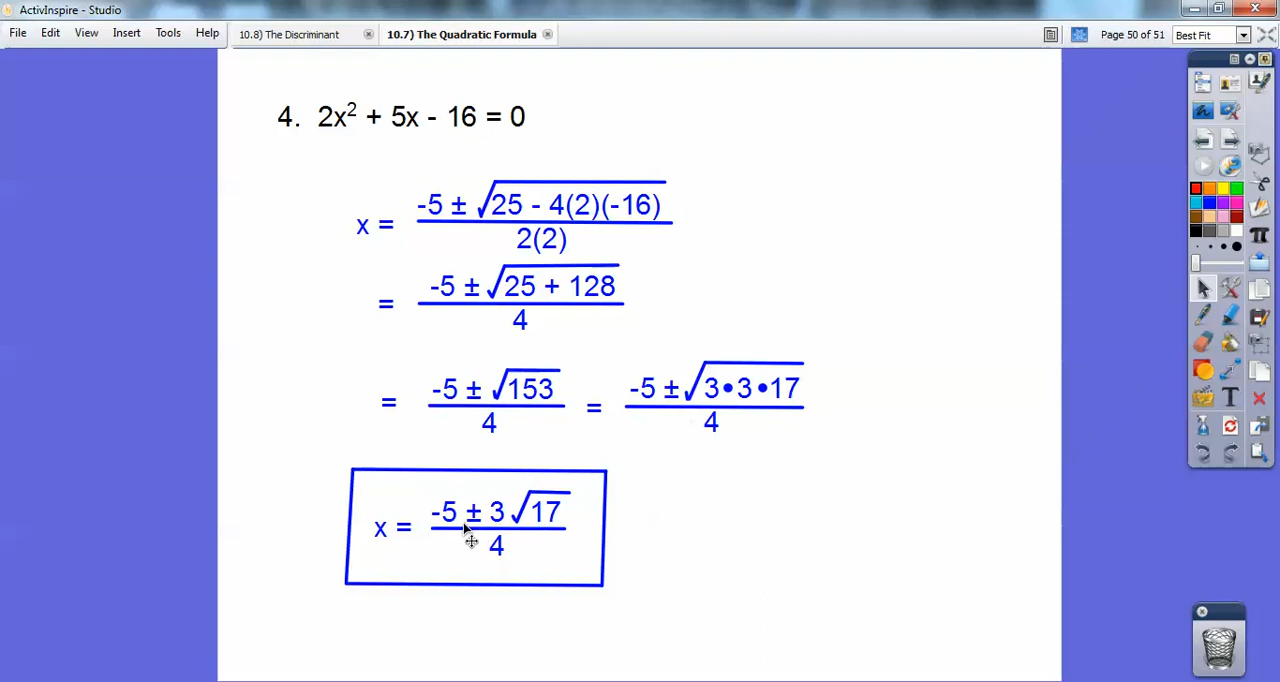 ActivInspire - Studio
File Edit View Insert Tools Help 10.8) The Discriminant 10.7) The Quadratic Formula Page 50 of 51 Best Fit
4. 2x² + 5x - 16 = 0
x = (-5 ± √(25 - 4(2)(-16))) / 2(2)
= (-5 ± √(25 + 128)) / 4
= (-5 ± √153) / 4 = (-5 ± √(3•3•17)) / 4
x = (-5 ± 3√17) / 4